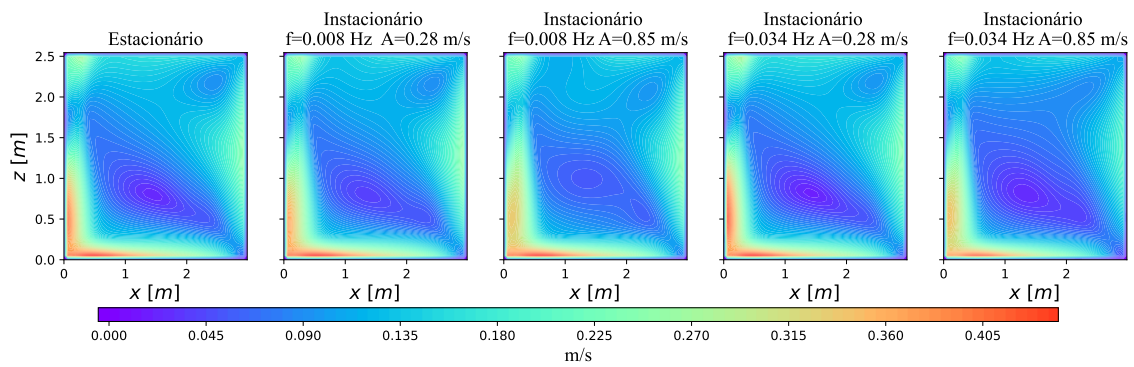 Estacionário
Instacionário
f=0.008 Hz A=0.28 m/s
Instacionário
f=0.008 Hz A=0.85 m/s
Instacionário
f=0.034 Hz A=0.28 m/s
Instacionário
f=0.034 Hz A=0.85 m/s
2.5
2.0
1.5
1.0
0.5
0.0
z [m]
0 1 2
0 1 2
0 1 2
0 1 2
0 1 2
x [m]
x [m]
x [m]
x [m]
x [m]
0.000 0.045 0.090 0.135 0.180 0.225 0.270 0.315 0.360 0.405
m/s